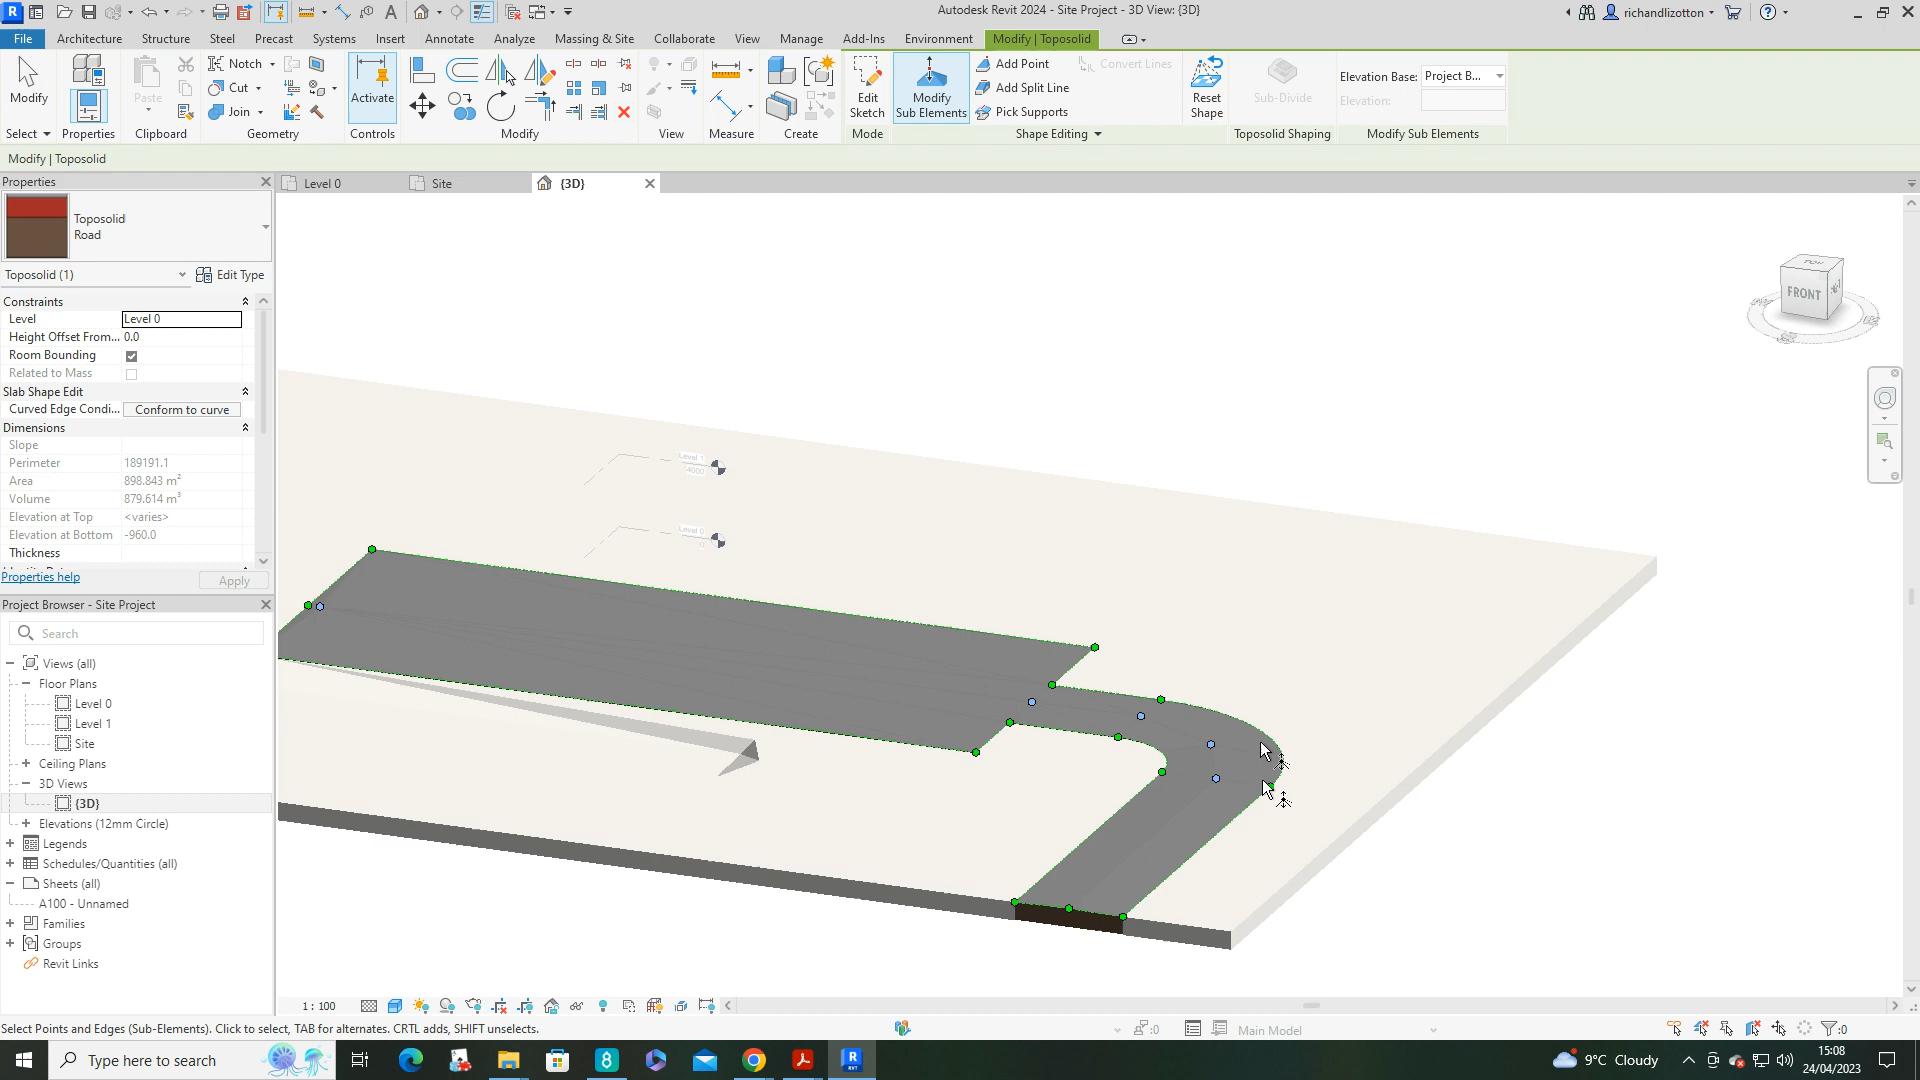 Autodesk Revit 2024 - Site Project - 3D View: {3D}
richandlizotton
File Architecture Structure Steel Precast Systems Insert Annotate Analyze Massing & Site Collaborate View Manage Add-Ins Environment Modify | Toposolid
Modify
Paste
Notch
Cut
Join
Activate
Edit
Sketch
Modify
Sub Elements
Add Point
Add Split Line
Pick Supports
Convert Lines
Reset
Shape
Sub-Divide
Elevation Base: Project B...
Elevation:
Select Properties Clipboard Geometry Controls Modify View Measure Create Mode Shape Editing Toposolid Shaping Modify Sub Elements
Modify | Toposolid
Properties
Level 0
Site
{3D}
Toposolid
Road
Toposolid (1)
Edit Type
Constraints
Level Level 0
Height Offset From... 0.0
Room Bounding
Related to Mass
Slab Shape Edit
Curved Edge Condi... Conform to curve
Dimensions
Slope
Perimeter 189191.1
Area 898.843 m²
Volume 879.614 m³
Elevation at Top <varies>
Elevation at Bottom -960.0
Thickness
Properties help
Apply
Project Browser - Site Project
Search
Views (all)
Floor Plans
Level 0
Level 1
Site
Ceiling Plans
3D Views
{3D}
Elevations (12mm Circle)
Legends
Schedules/Quantities (all)
Sheets (all)
A100 - Unnamed
Families
Groups
Revit Links
Level 1
4000
Level 0
0
TOP
FRONT
1 : 100
Select Points and Edges (Sub-Elements). Click to select, TAB for alternates. CRTL adds, SHIFT unselects.
:0
Main Model
:0
Type here to search
9°C Cloudy
15:08
24/04/2023